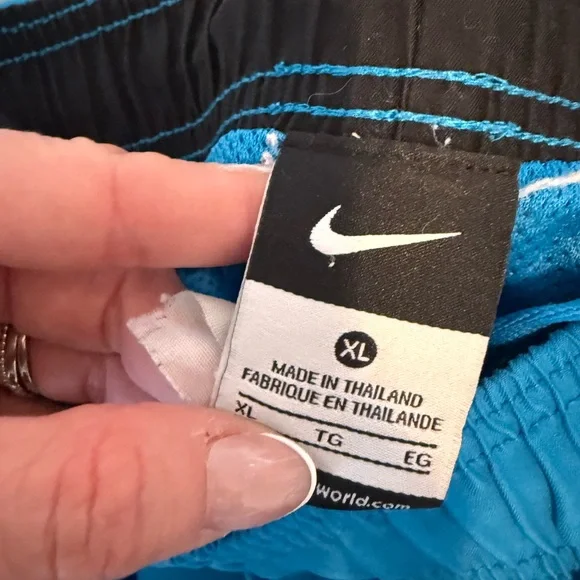 XL
MADE IN THAILAND
FABRIQUE EN THAILANDE
XL TG EG
world.com